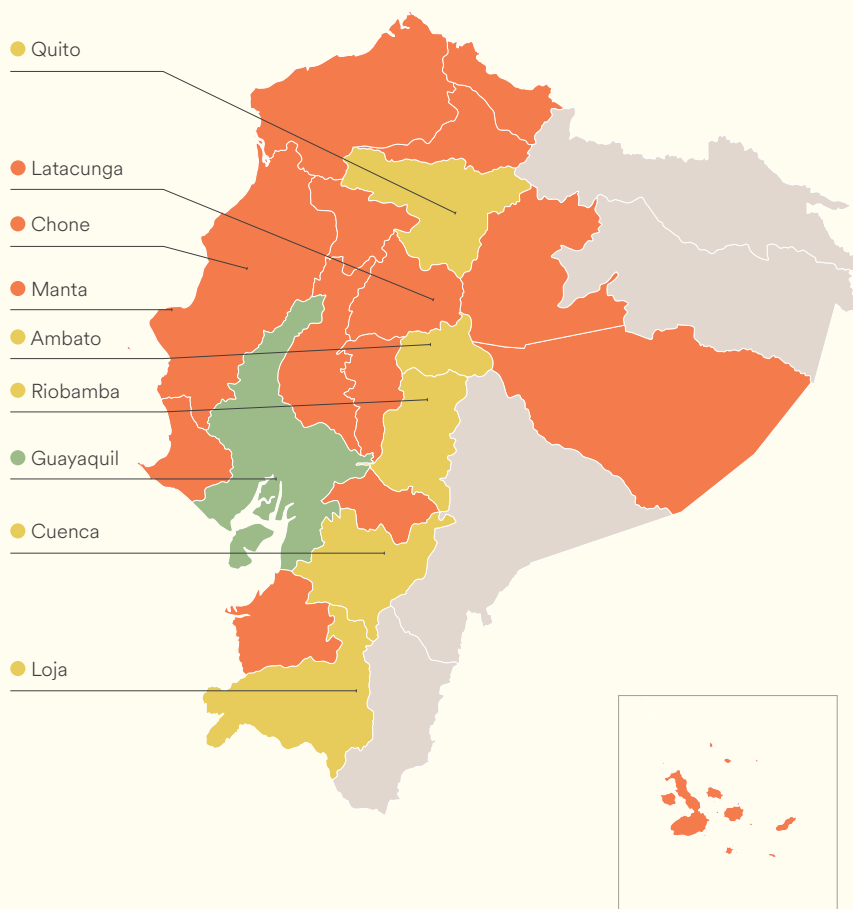 Quito
Latacunga
Chone
Manta
Ambato
Riobamba
Guayaquil
Cuenca
Loja